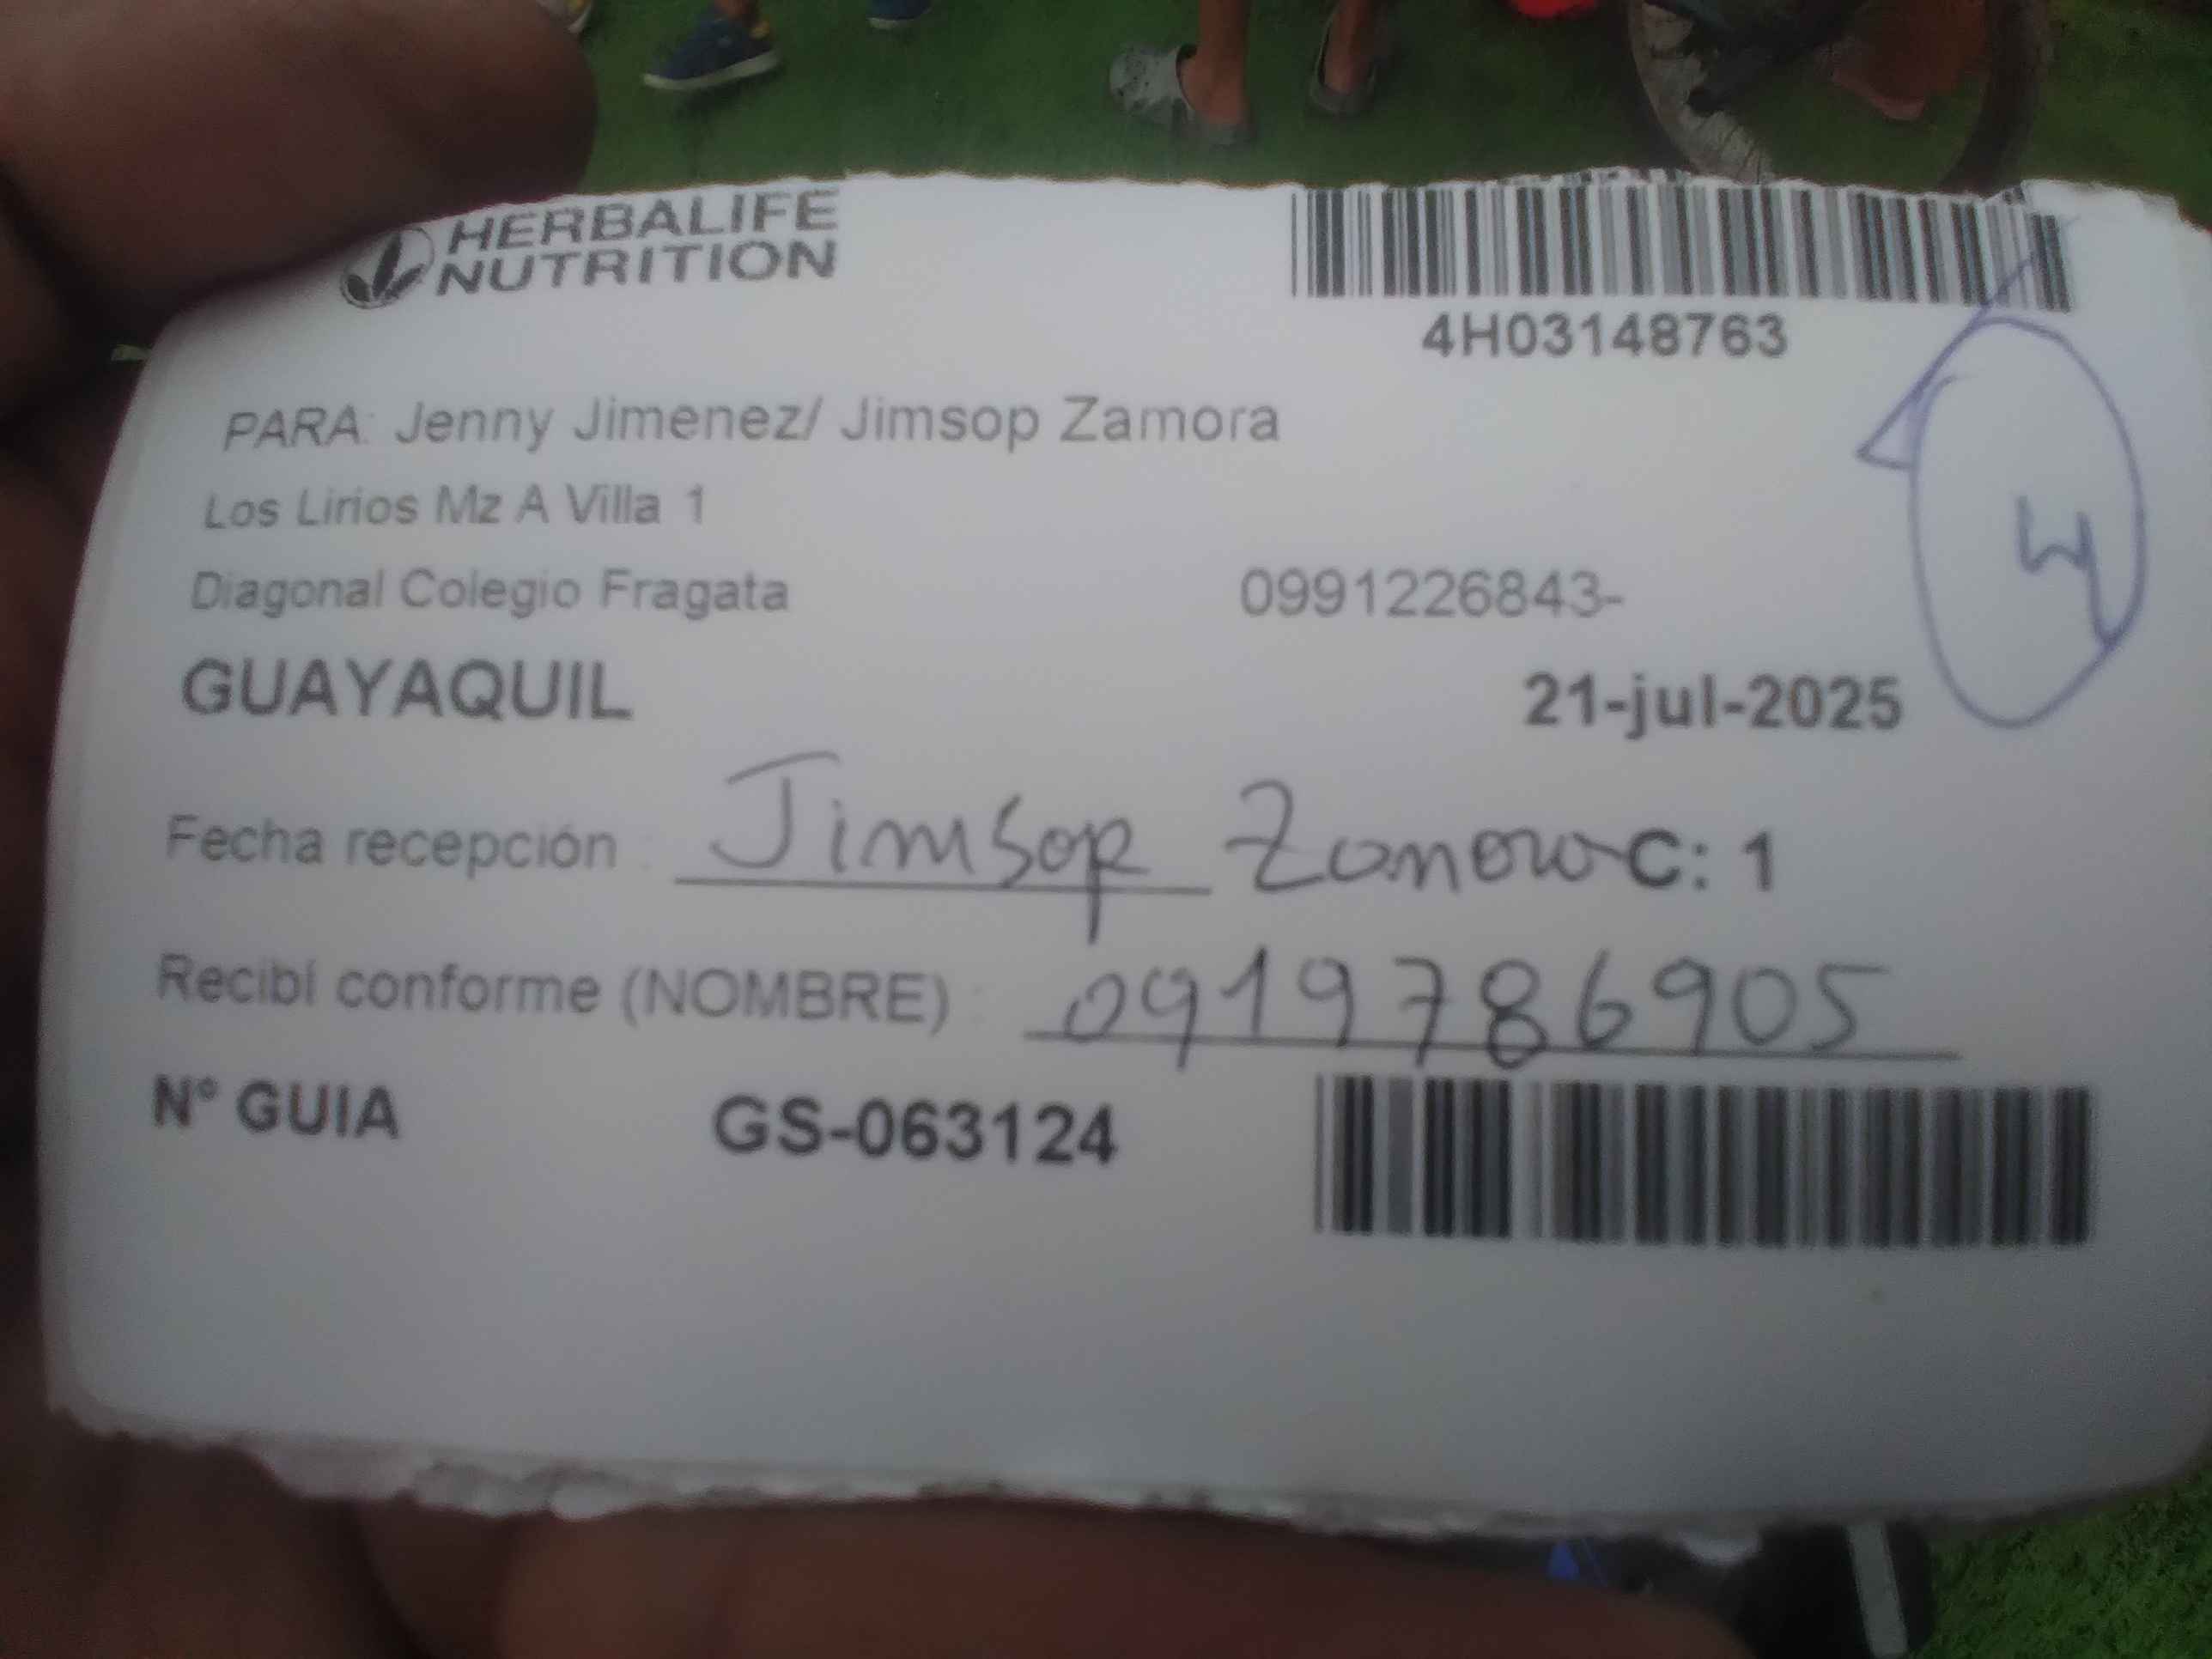 HERBALIFE
NUTRITION
4H03148763
PARA: Jenny Jimenez/ Jimsop Zamora
Los Lirios Mz A Villa 1
Diagonal Colegio Fragata 0991226843-
GUAYAQUIL 21-jul-2025
Fecha recepción : Jimsop Zamora C: 1
Recibí conforme (NOMBRE) : 0919786905
N° GUIA GS-063124